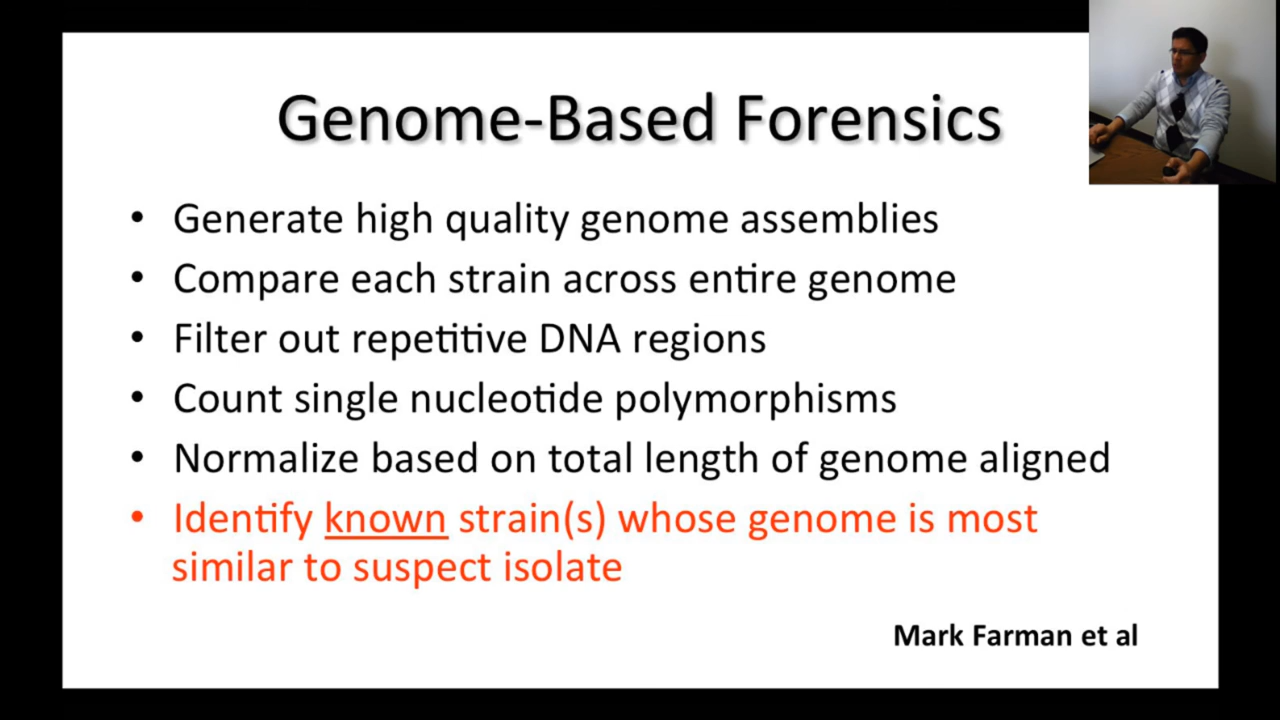 Genome-Based Forensics
• Generate high quality genome assemblies
• Compare each strain across entire genome
• Filter out repetitive DNA regions
• Count single nucleotide polymorphisms
• Normalize based on total length of genome aligned
• Identify known strain(s) whose genome is most
similar to suspect isolate
Mark Farman et al